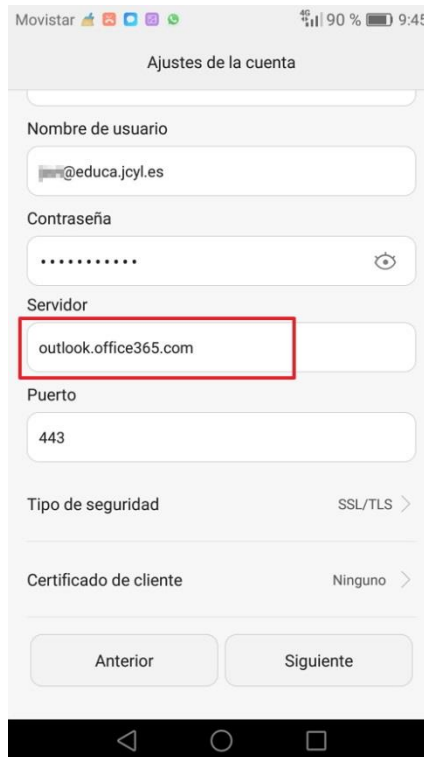 Movistar 4G 90 % 9:45
Ajustes de la cuenta
Nombre de usuario
@educa.jcyl.es
Contraseña
•••••••••••
Servidor
outlook.office365.com
Puerto
443
Tipo de seguridad SSL/TLS
Certificado de cliente Ninguno
Anterior Siguiente